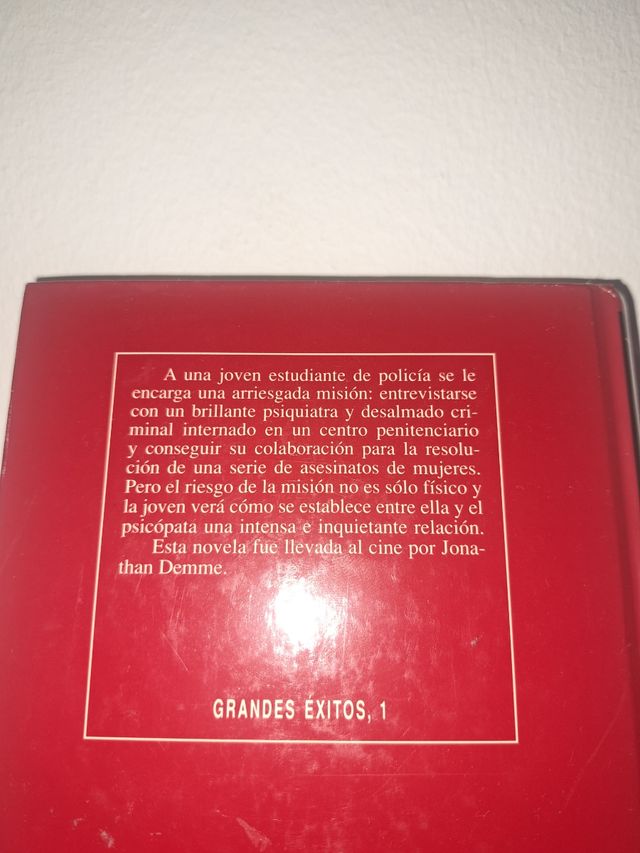 A una joven estudiante de policía se le
encarga una arriesgada misión: entrevistarse
con un brillante psiquiatra y desalmado cri-
minal internado en un centro penitenciario
y conseguir su colaboración para la resolu-
ción de una serie de asesinatos de mujeres.
Pero el riesgo de la misión no es sólo físico y
la joven verá cómo se establece entre ella y el
psicópata una intensa e inquietante relación.
Esta novela fue llevada al cine por Jona-
than Demme.
GRANDES ÉXITOS, 1